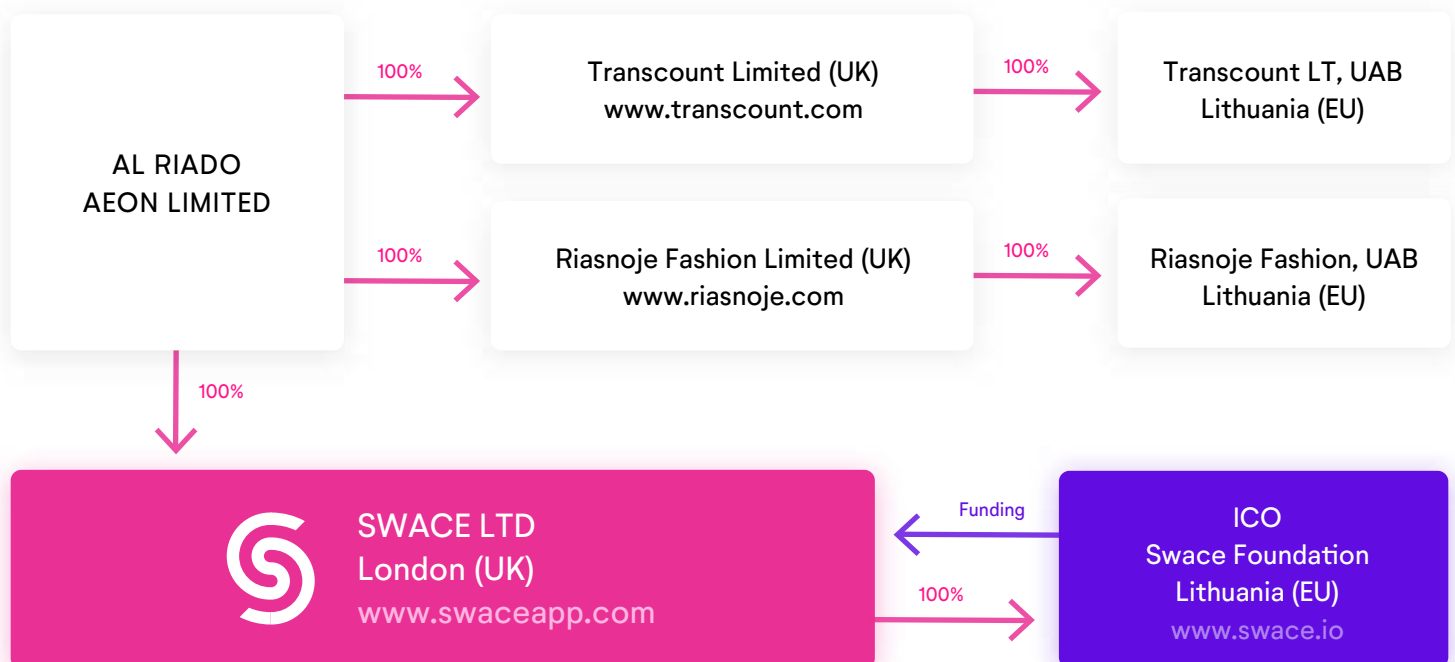 AL RIADO
AEON LIMITED
100%
Transcount Limited (UK)
www.transcount.com
100%
Transcount LT, UAB
Lithuania (EU)
100%
Riasnoje Fashion Limited (UK)
www.riasnoje.com
100%
Riasnoje Fashion, UAB
Lithuania (EU)
100%
SWACE LTD
London (UK)
www.swaceapp.com
Funding
100%
ICO
Swace Foundation
Lithuania (EU)
www.swace.io